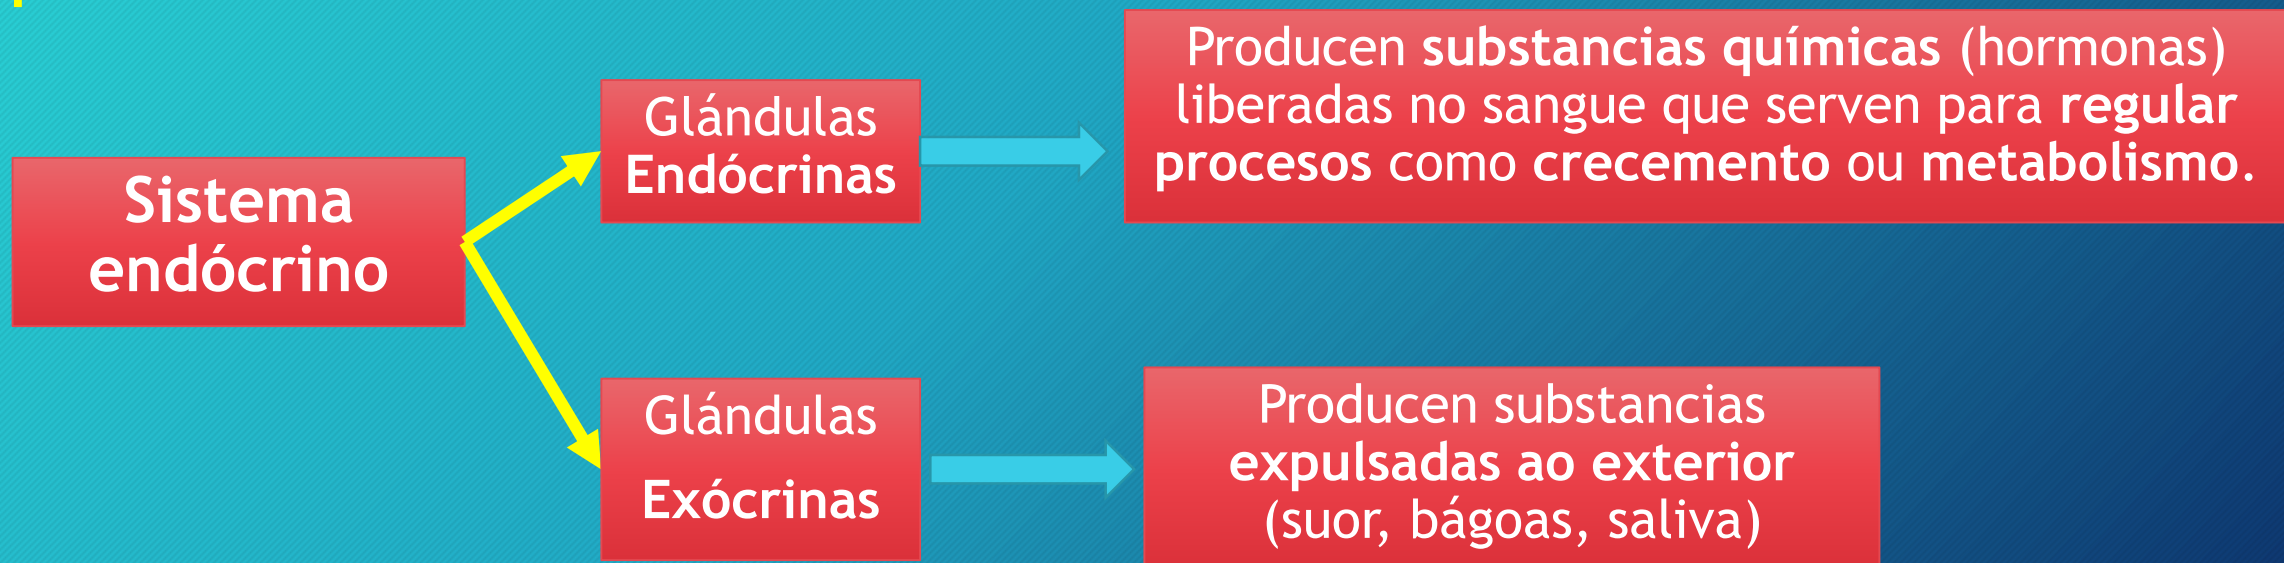 Sistema
endócrino
Glándulas
Endócrinas
Producen substancias químicas (hormonas)
liberadas no sangue que serven para regular
procesos como crecemento ou metabolismo.
Glándulas
Exócrinas
Producen substancias
expulsadas ao exterior
(suor, bágoas, saliva)